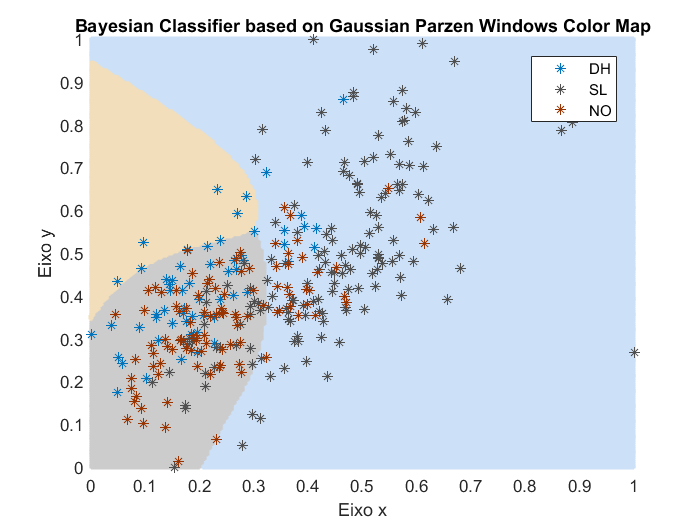 Bayesian Classifier based on Gaussian Parzen Windows Color Map
1
0.9
0.8
0.7
0.6
0.5
0.4
0.3
0.2
0.1
0
Eixo y
DH
SL
NO
0 0.1 0.2 0.3 0.4 0.5 0.6 0.7 0.8 0.9 1
Eixo x